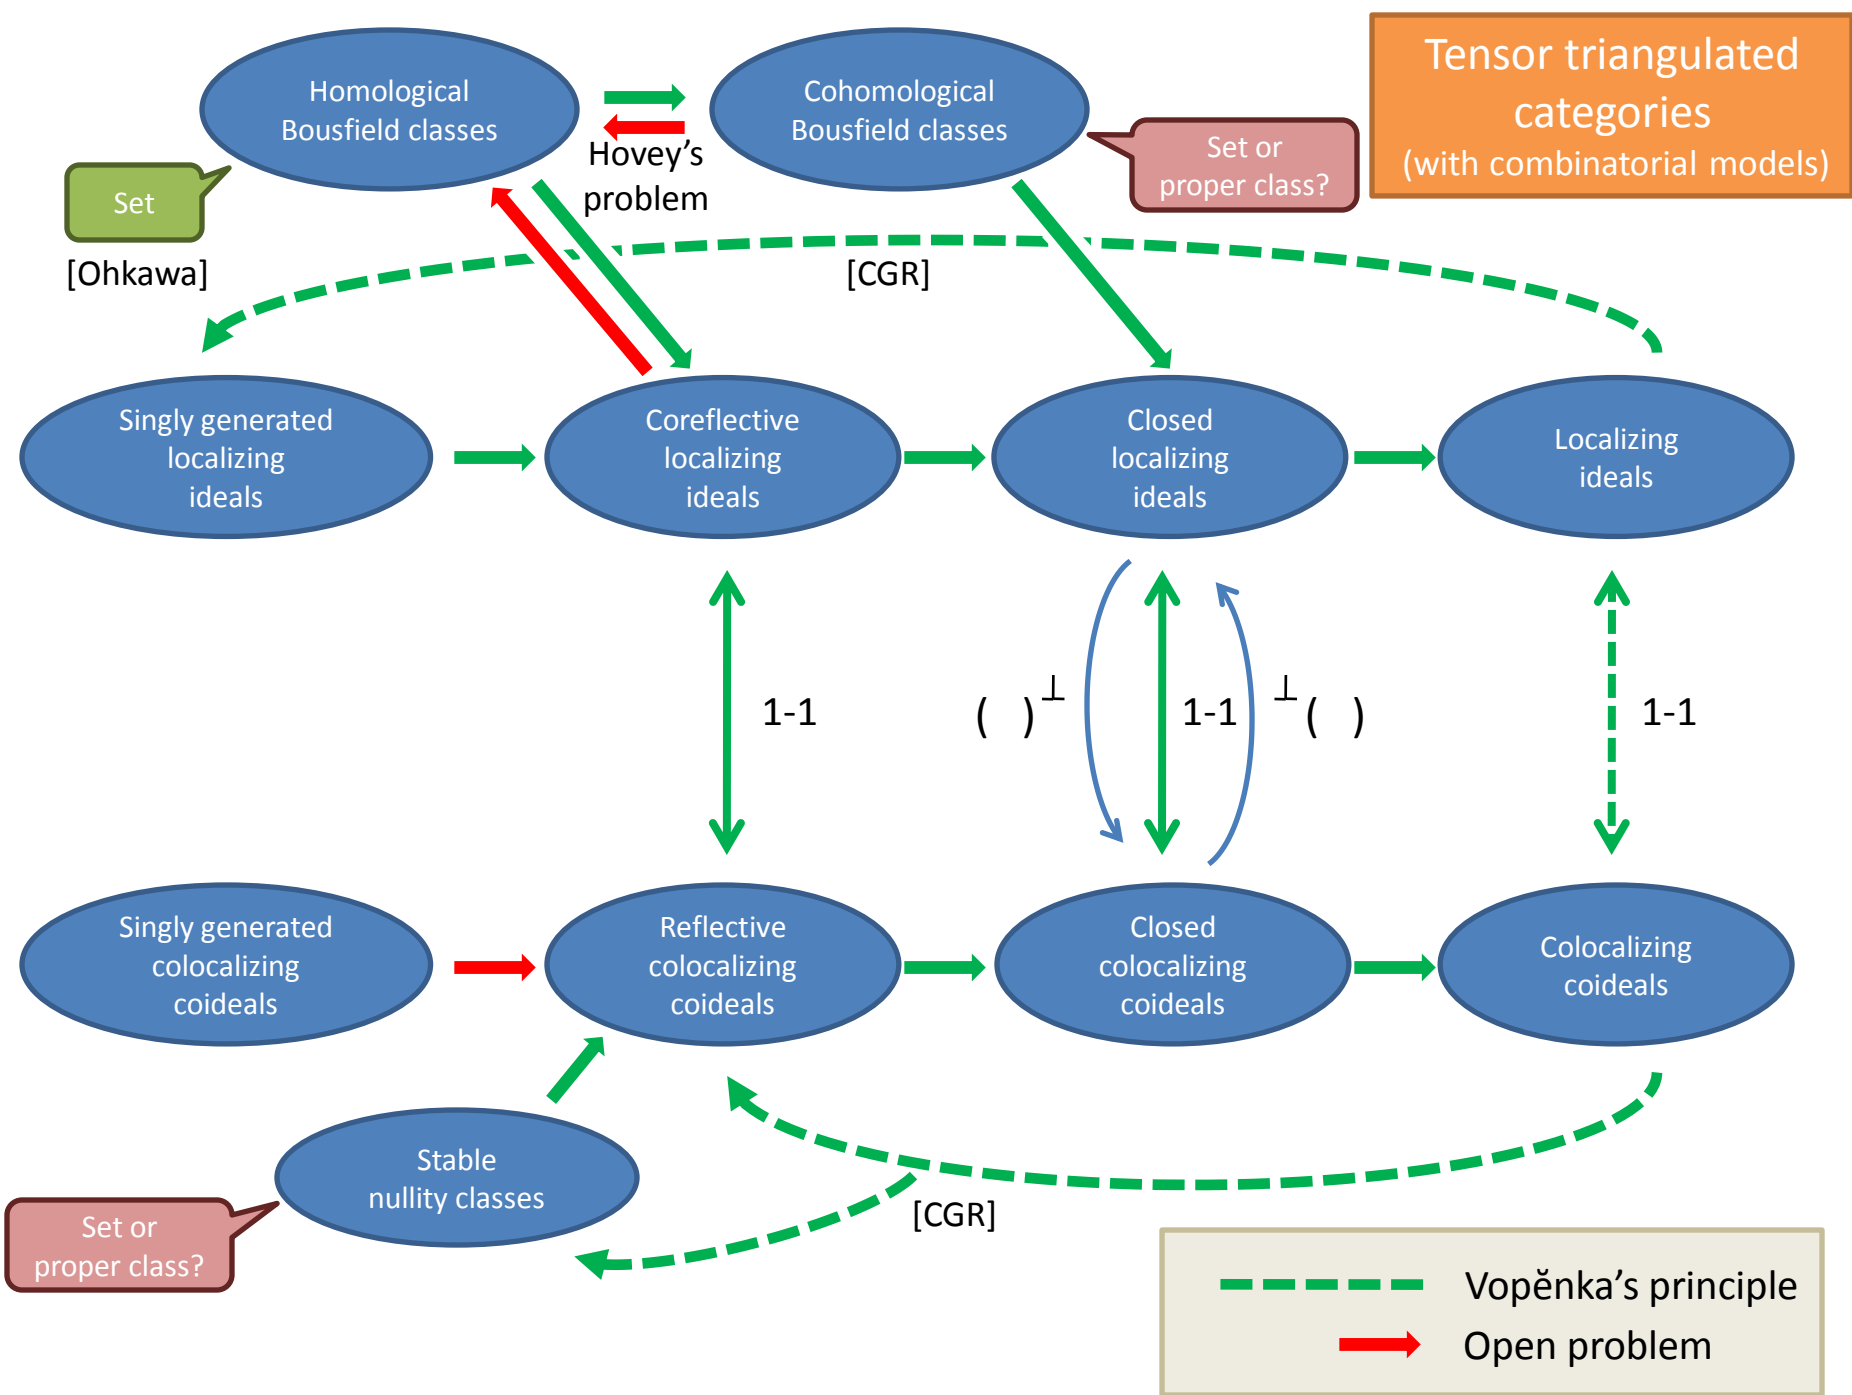 Homological
Bousfield classes
Cohomological
Bousfield classes
Tensor triangulated
categories
(with combinatorial models)
Hovey's
problem
Set or
proper class?
Set
[Ohkawa]
[CGR]
Singly generated
localizing
ideals
Coreflective
localizing
ideals
Closed
localizing
ideals
Localizing
ideals
1-1
( )⊥
1-1
⊥( )
1-1
Singly generated
colocalizing
coideals
Reflective
colocalizing
coideals
Closed
colocalizing
coideals
Colocalizing
coideals
Stable
nullity classes
Set or
proper class?
[CGR]
Vopĕnka's principle
Open problem